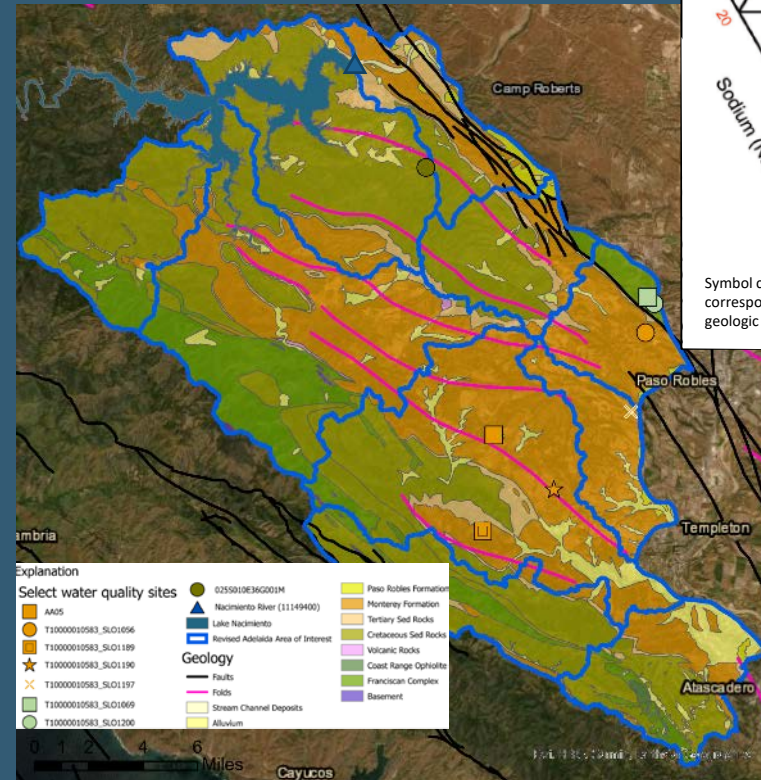 20
Sodium (N
Camp Roberts
Symbol c
correspo
geologic
Paso Robles
ambria
Templeton
Atascadero
Cayucos
Explanation
Select water quality sites
AA05
T10000010583_SLO1056
T10000010583_SLO1189
T10000010583_SLO1190
T10000010583_SLO1197
T10000010583_SLO1069
T10000010583_SLO1200
025S010E36G001M
Nacimiento River (11149400)
Lake Nacimiento
Revised Adelaida Area of Interest
Geology
Faults
Folds
Stream Channel Deposits
Alluvium
Paso Robles Formation
Monterey Formation
Tertiary Sed Rocks
Cretaceous Sed Rocks
Volcanic Rocks
Coast Range Ophiolite
Franciscan Complex
Basement
0 1 2 4 6
Miles